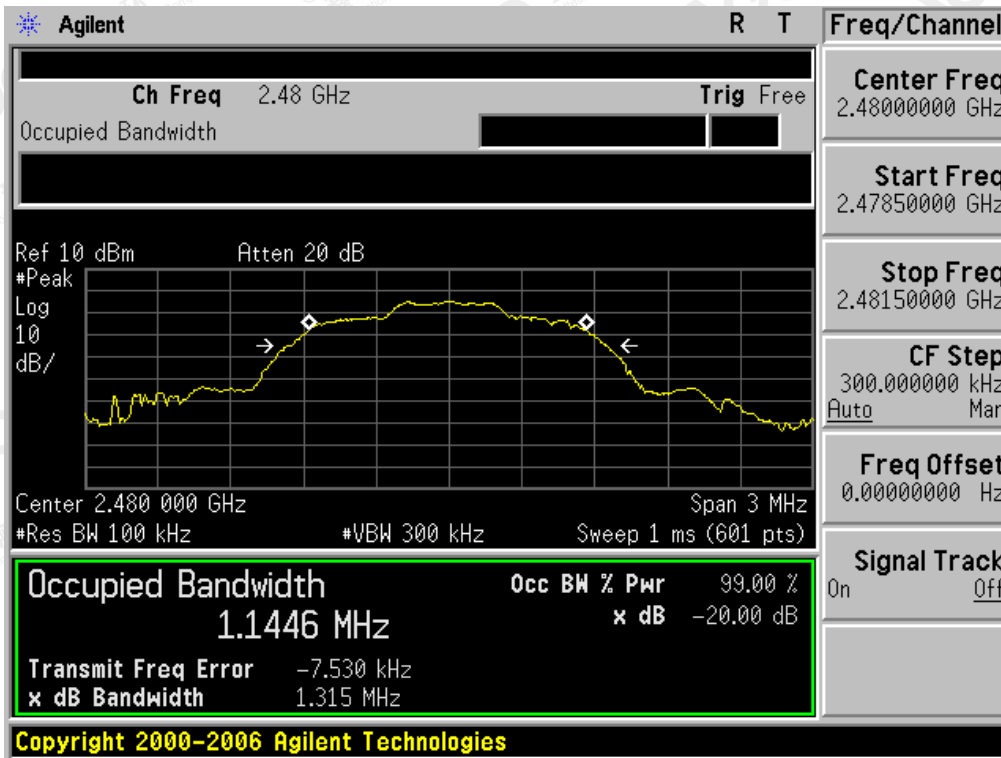 Agilent R T
Freq/Channel
Ch Freq 2.48 GHz Trig Free
Occupied Bandwidth
Center Freq
2.48000000 GHz
Start Freq
2.47850000 GHz
Stop Freq
2.48150000 GHz
CF Step
300.000000 kHz
Auto Man
Freq Offset
0.00000000 Hz
Signal Track
On Off
Ref 10 dBm Atten 20 dB
#Peak
Log
10
dB/
Center 2.480 000 GHz Span 3 MHz
#Res BW 100 kHz #VBW 300 kHz Sweep 1 ms (601 pts)
Occupied Bandwidth
1.1446 MHz
Occ BW % Pwr 99.00 %
x dB -20.00 dB
Transmit Freq Error -7.530 kHz
x dB Bandwidth 1.315 MHz
Copyright 2000-2006 Agilent Technologies